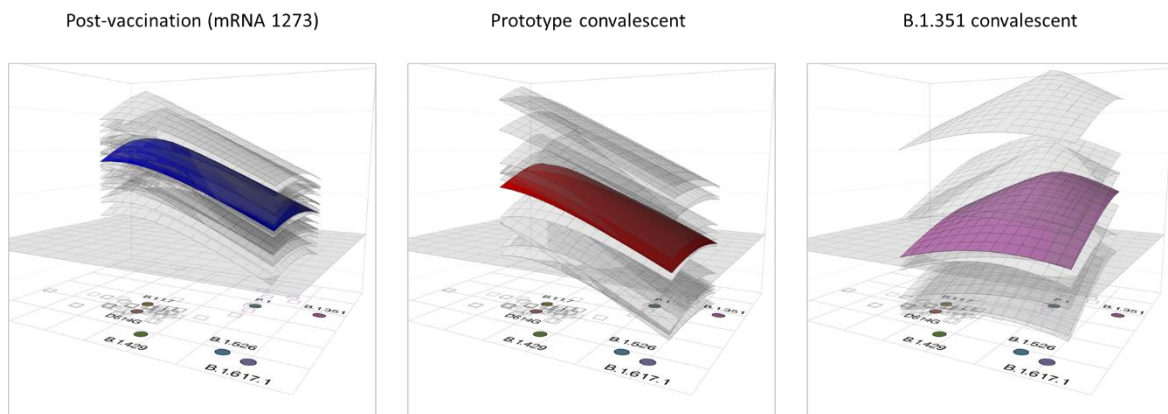 Post-vaccination (mRNA 1273)
Prototype convalescent
B.1.351 convalescent
B.1.1.7
P.1
D614G
B.1.351
B.1.429
B.1.526
B.1.617.1
B.1.1.7
P.1
D614G
B.1.351
B.1.429
B.1.526
B.1.617.1
B.1.1.7
P.1
D614G
B.1.351
B.1.429
B.1.526
B.1.617.1